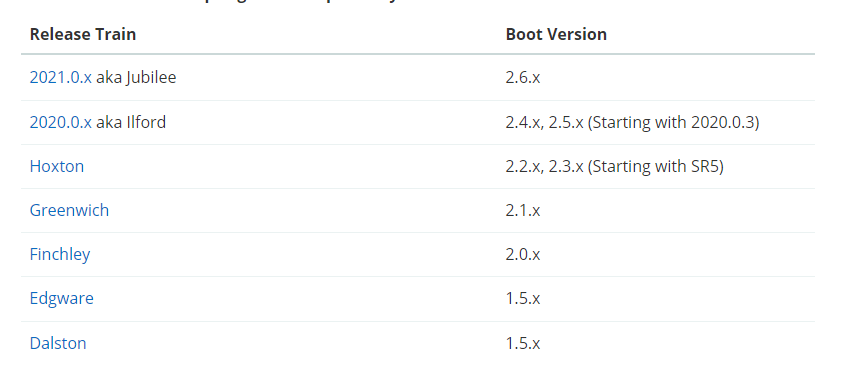 Release Train Boot Version
2021.0.x aka Jubilee 2.6.x
2020.0.x aka Ilford 2.4.x, 2.5.x (Starting with 2020.0.3)
Hoxton 2.2.x, 2.3.x (Starting with SR5)
Greenwich 2.1.x
Finchley 2.0.x
Edgware 1.5.x
Dalston 1.5.x